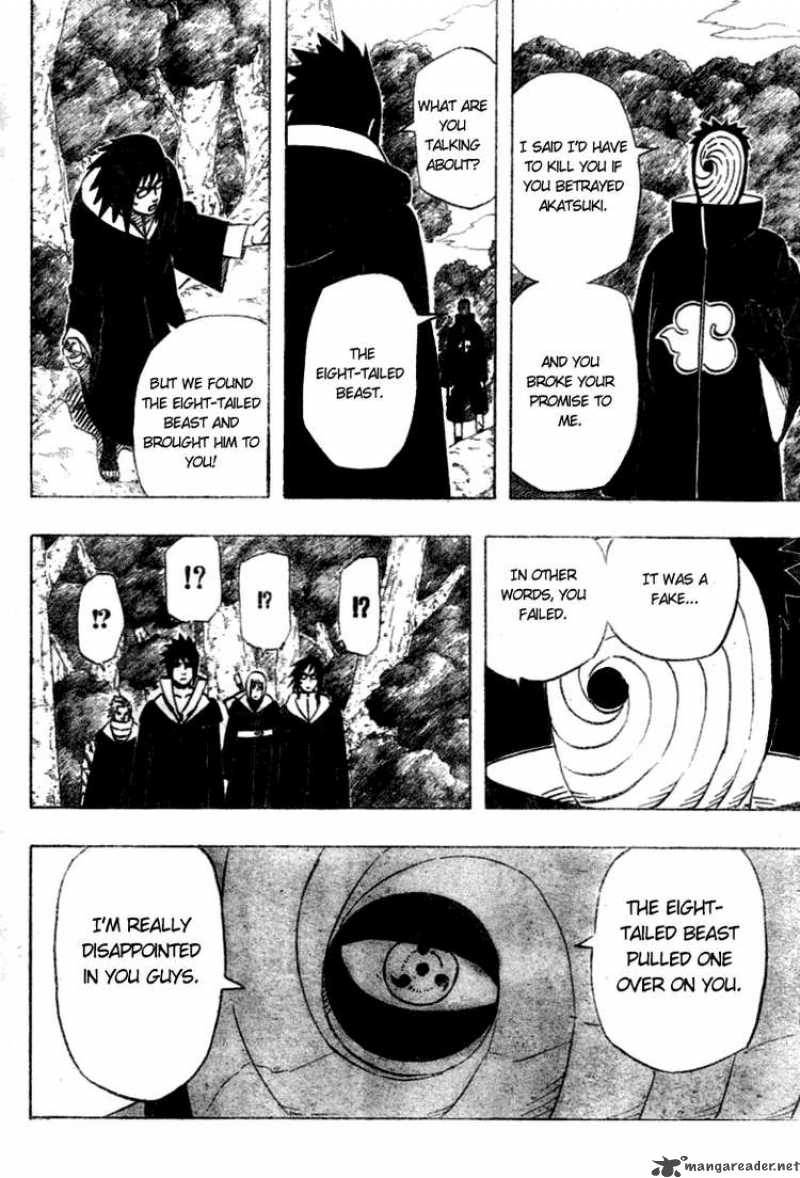 I SAID I'D HAVE
TO KILL YOU IF
YOU BETRAYED
AKATSUKI.
AND YOU
BROKE YOUR
PROMISE TO
ME.
WHAT ARE
YOU
TALKING
ABOUT?
THE
EIGHT-TAILED
BEAST.
BUT WE FOUND
THE EIGHT-TAILED
BEAST AND
BROUGHT HIM TO
YOU!
IT WAS A
FAKE...
IN OTHER
WORDS, YOU
FAILED.
!?
!?
!?
!?
THE EIGHT-
TAILED BEAST
PULLED ONE
OVER ON YOU.
I'M REALLY
DISAPPOINTED
IN YOU GUYS.
mangareader.net